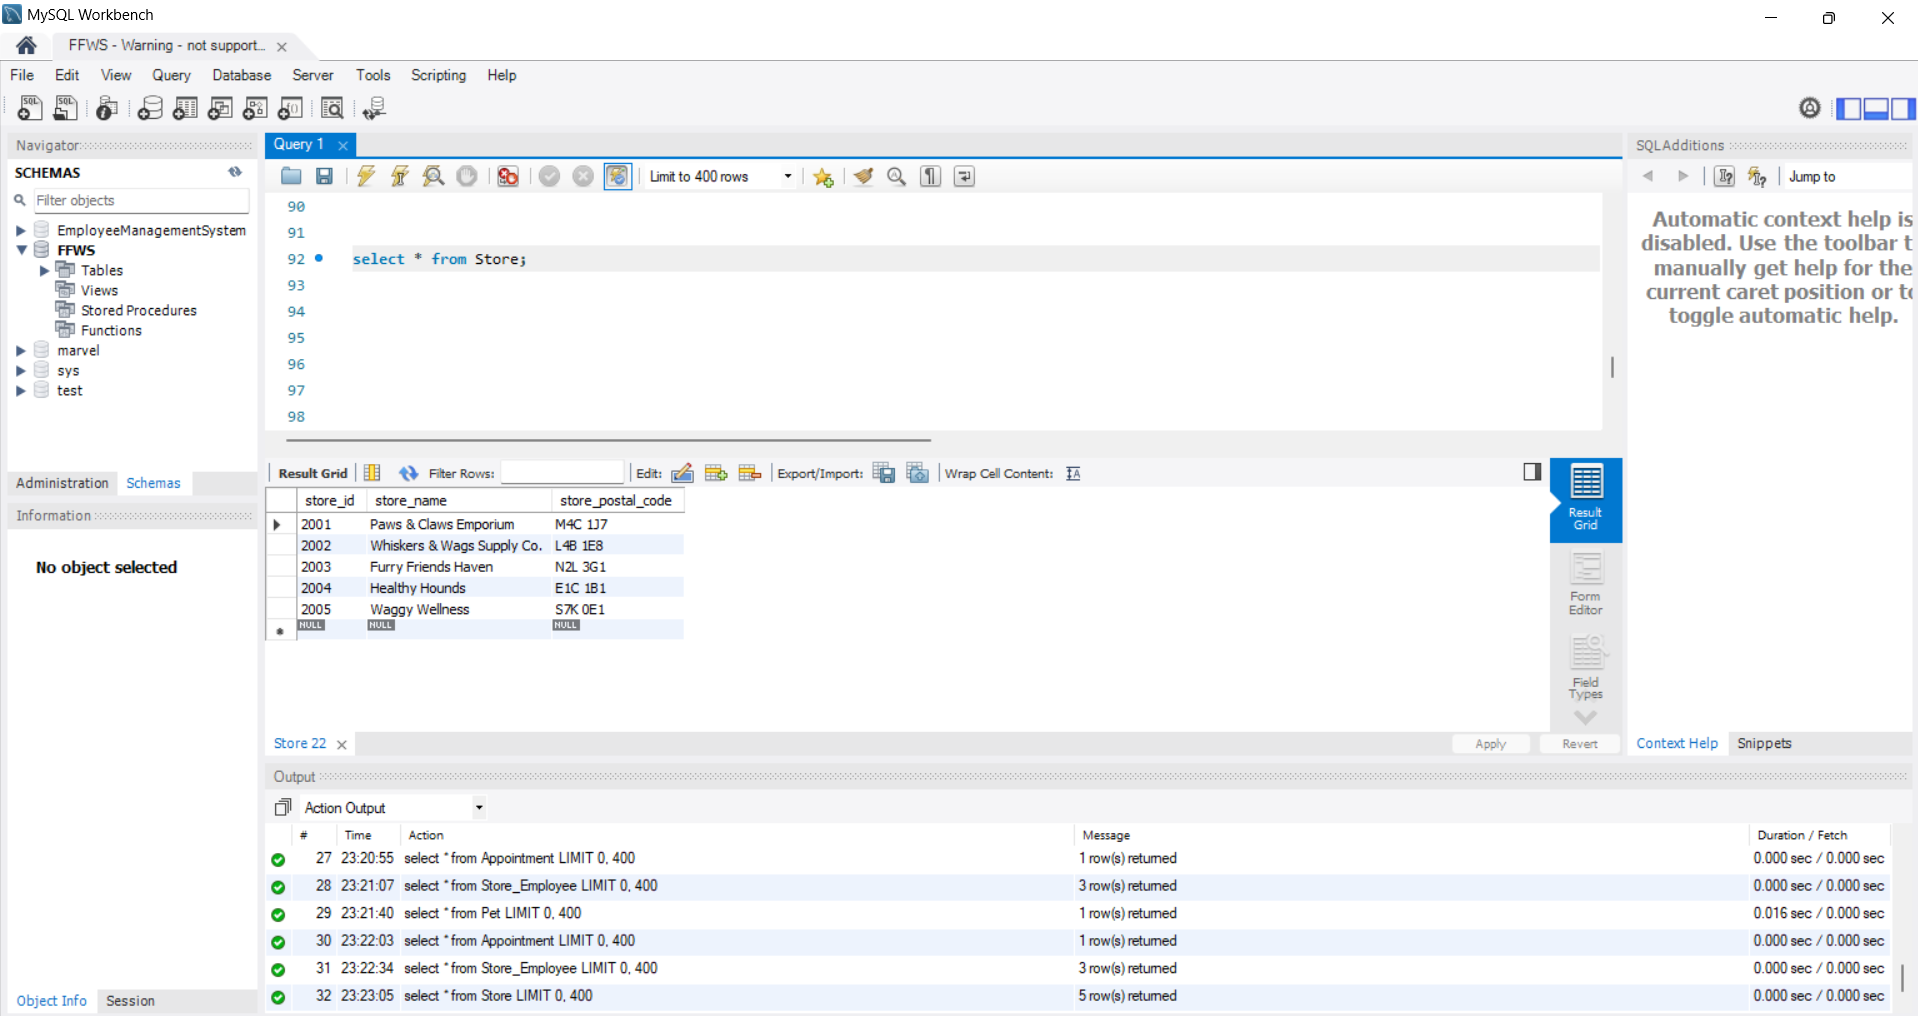 MySQL Workbench
FFWS - Warning - not support...
File Edit View Query Database Server Tools Scripting Help
Navigator
SCHEMAS
Filter objects
EmployeeManagementSystem
FFWS
Tables
Views
Stored Procedures
Functions
marvel
sys
test
Administration Schemas
Information
No object selected
Object Info Session
Query 1
Limit to 400 rows
90
91
92 select * from Store;
93
94
95
96
97
98
Result Grid Filter Rows: Edit: Export/Import: Wrap Cell Content:
store_id store_name store_postal_code
2001 Paws & Claws Emporium M4C 1J7
2002 Whiskers & Wags Supply Co. L4B 1E8
2003 Furry Friends Haven N2L 3G1
2004 Healthy Hounds E1C 1B1
2005 Waggy Wellness S7K 0E1
NULL NULL NULL
Result
Grid
Form
Editor
Field
Types
Store 22
Apply Revert
SQLAdditions
Jump to
Automatic context help is
disabled. Use the toolbar t
manually get help for the
current caret position or to
toggle automatic help.
Context Help Snippets
Output
Action Output
# Time Action Message Duration / Fetch
27 23:20:55 select * from Appointment LIMIT 0, 400 1 row(s) returned 0.000 sec / 0.000 sec
28 23:21:07 select * from Store_Employee LIMIT 0, 400 3 row(s) returned 0.000 sec / 0.000 sec
29 23:21:40 select * from Pet LIMIT 0, 400 1 row(s) returned 0.016 sec / 0.000 sec
30 23:22:03 select * from Appointment LIMIT 0, 400 1 row(s) returned 0.000 sec / 0.000 sec
31 23:22:34 select * from Store_Employee LIMIT 0, 400 3 row(s) returned 0.000 sec / 0.000 sec
32 23:23:05 select * from Store LIMIT 0, 400 5 row(s) returned 0.000 sec / 0.000 sec